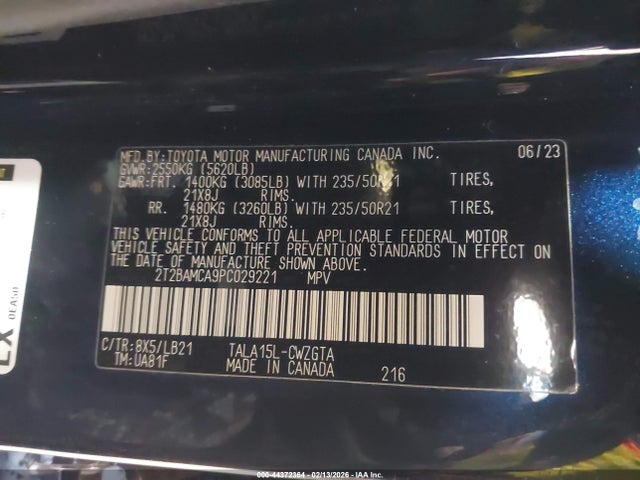 MFD.BY:TOYOTA MOTOR MANUFACTURING CANADA INC. 06/23
GVWR:2550KG (5620LB)
GAWR:FRT. 1400KG (3085LB) WITH 235/50R21 TIRES,
21X8J RIMS.
RR. 1480KG (3260LB) WITH 235/50R21 TIRES,
21X8J RIMS.
THIS VEHICLE CONFORMS TO ALL APPLICABLE FEDERAL MOTOR
VEHICLE SAFETY AND THEFT PREVENTION STANDARDS IN EFFECT ON
THE DATE OF MANUFACTURE SHOWN ABOVE.
2T2BAMCA9PC029221 MPV
C/TR:8X5/LB21 TALA15L-CWZGTA
TM:UA81F MADE IN CANADA 216
0EA50
000-44372364 - 02/13/2026 - IAA Inc.